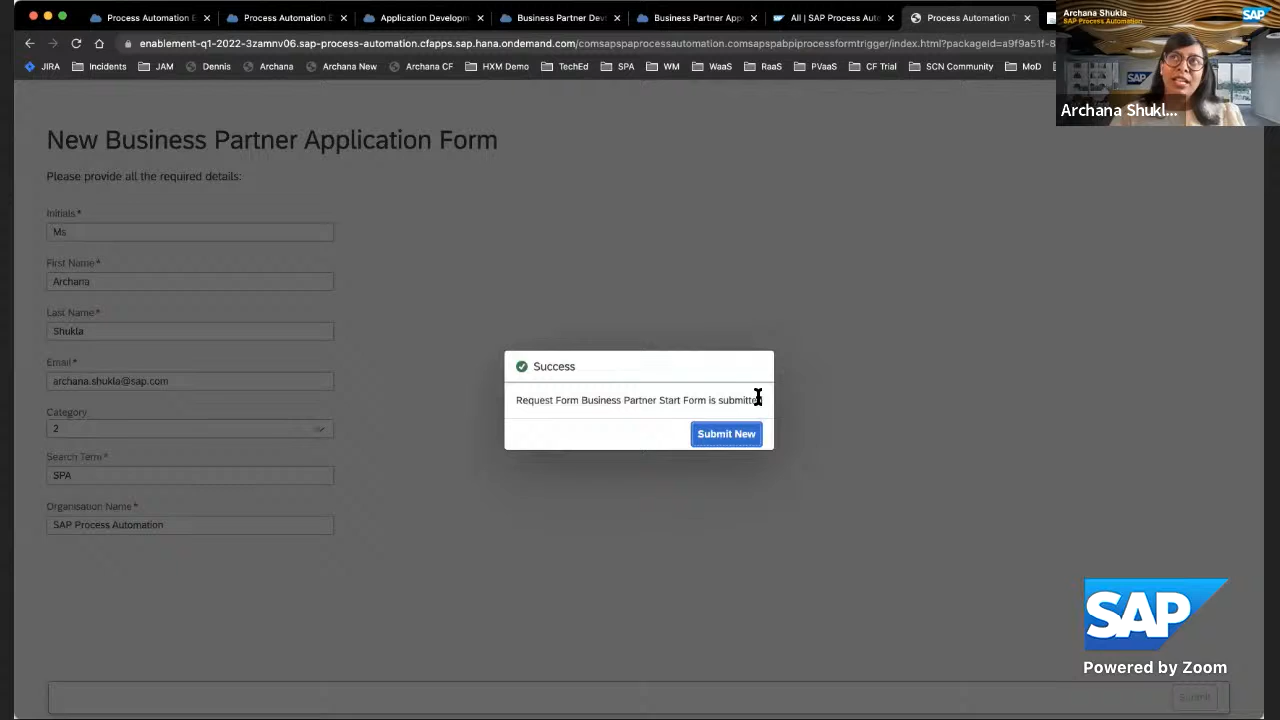 Process Automation E
Process Automation E
Application Developm
Business Partner Dev
Business Partner App
All | SAP Process Auto
Process Automation T
enablement-q1-2022-3zamnv06.sap-process-automation.cfapps.sap.hana.ondemand.com/comsapspaprocessautomation.comsapspabpiprocessformtrigger/index.html?packageid=a9f9a51f-8
JIRA
Incidents
JAM
Dennis
Archana
Archana New
Archana CF
HXM Demo
TechEd
SPA
WM
WaaS
RaaS
PVaaS
CF Trial
SCN Community
MoD
Archana Shukla
SAP Process Automation
SAP
SAP
Archana Shukl...
New Business Partner Application Form
Please provide all the required details:
Initials*
Ms
First Name*
Archana
Last Name*
Shukla
Email*
archana.shukla@sap.com
Category
2
Search Term*
SPA
Organisation Name*
SAP Process Automation
Success
Request Form Business Partner Start Form is submitte
Submit New
Submit
SAP
Powered by Zoom